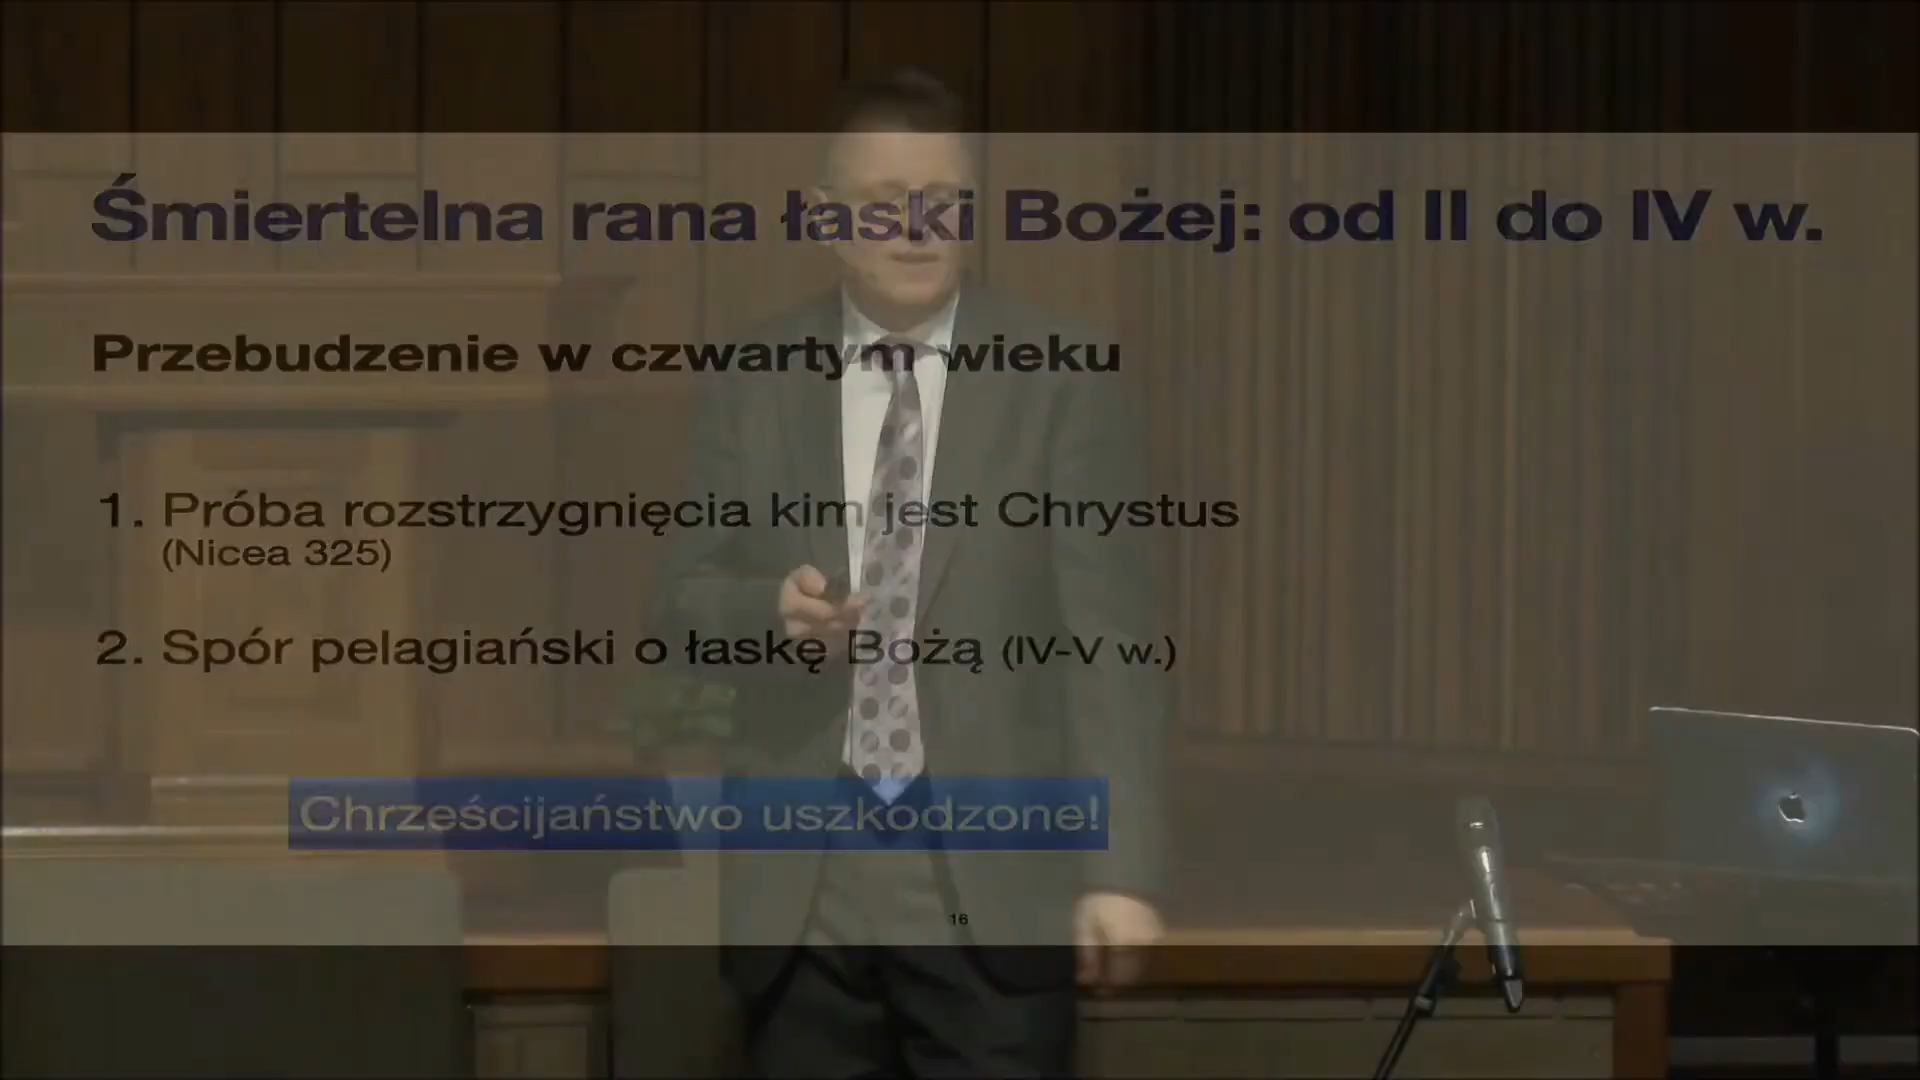 Śmiertelna rana łaski Bożej: od II do IV w.
Przebudzenie w czwartym wieku
1. Próba rozstrzygnięcia kim jest Chrystus
(Nicea 325)
2. Spór pelagiański o łaskę Bożą (IV-V w.)
Chrześcijaństwo uszkodzone!
16